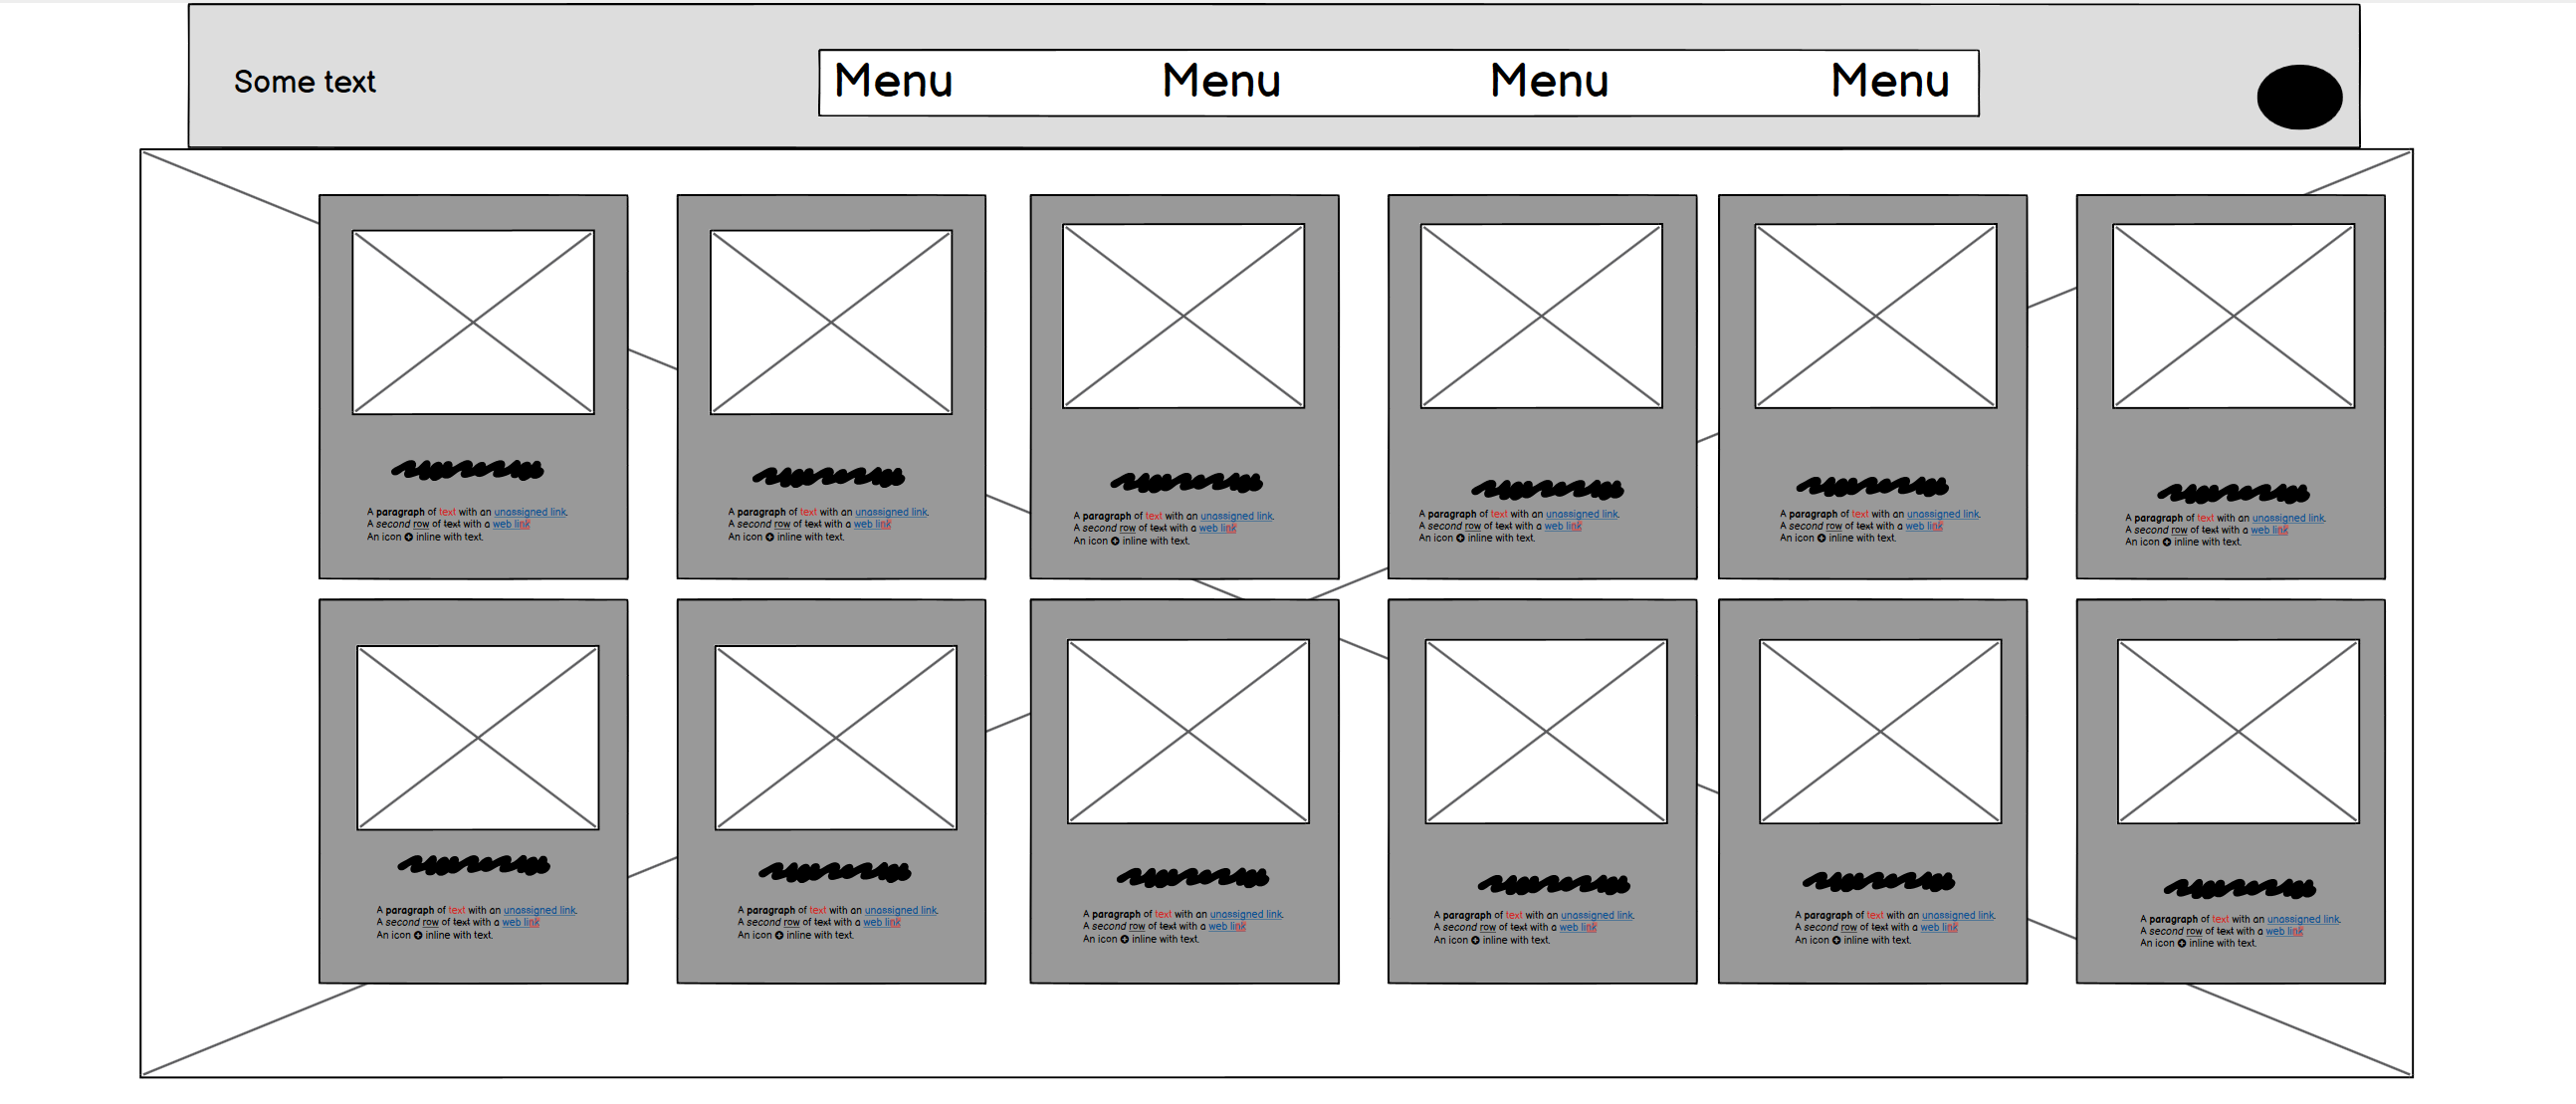 Some text
Menu Menu Menu Menu
A paragraph of text with an unassigned link.
A second row of text with a web link
An icon inline with text.
A paragraph of text with an unassigned link.
A second row of text with a web link
An icon inline with text.
A paragraph of text with an unassigned link.
A second row of text with a web link
An icon inline with text.
A paragraph of text with an unassigned link.
A second row of text with a web link
An icon inline with text.
A paragraph of text with an unassigned link.
A second row of text with a web link
An icon inline with text.
A paragraph of text with an unassigned link.
A second row of text with a web link
An icon inline with text.
A paragraph of text with an unassigned link.
A second row of text with a web link
An icon inline with text.
A paragraph of text with an unassigned link.
A second row of text with a web link
An icon inline with text.
A paragraph of text with an unassigned link.
A second row of text with a web link
An icon inline with text.
A paragraph of text with an unassigned link.
A second row of text with a web link
An icon inline with text.
A paragraph of text with an unassigned link.
A second row of text with a web link
An icon inline with text.
A paragraph of text with an unassigned link.
A second row of text with a web link
An icon inline with text.